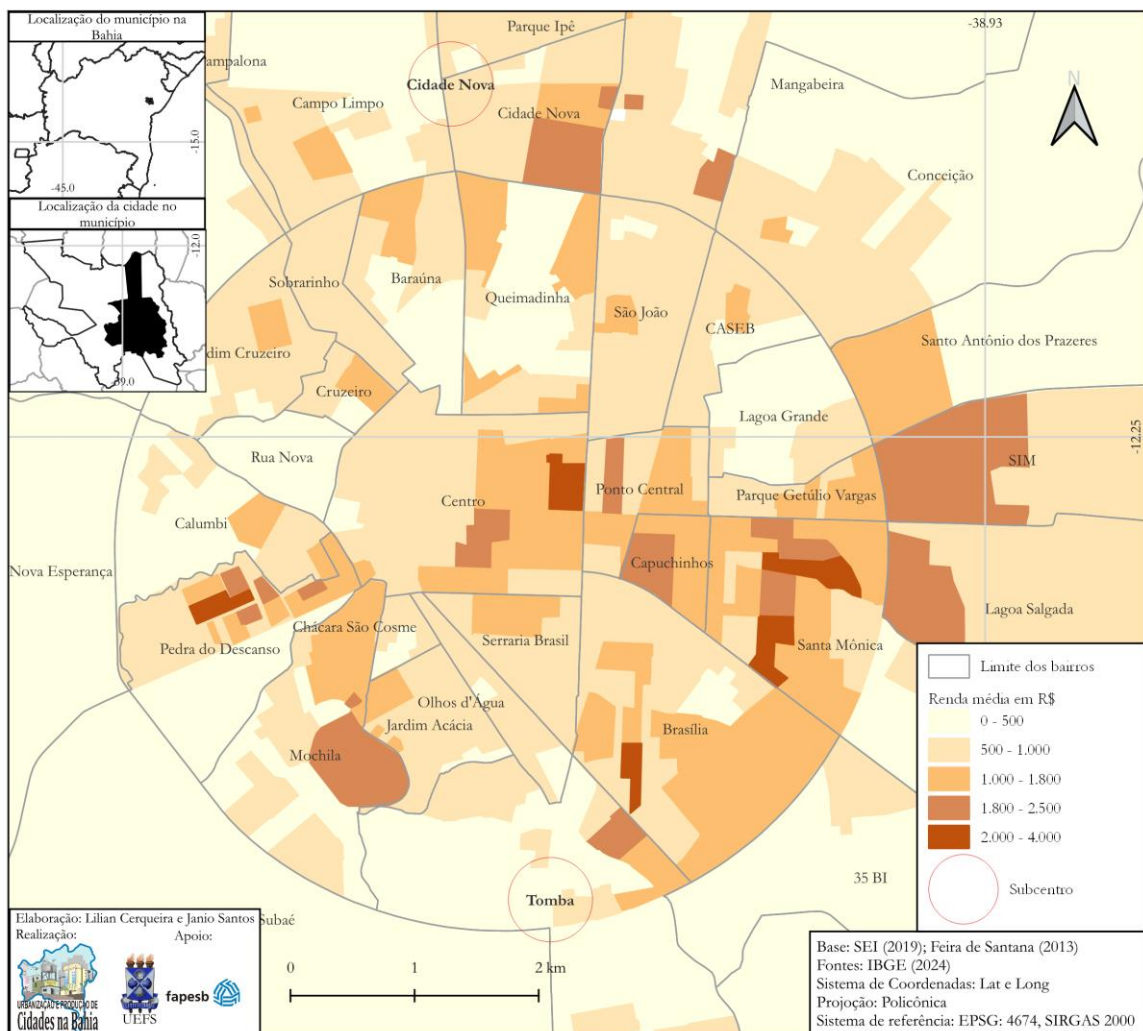 Localização do município na
Bahia
-15.0
-45.0
Localização da cidade no
município
-12.0
-39.0
-38.93
N
-12.25
Parque Ipê
ampalona
Cidade Nova
Campo Limpo
Cidade Nova
Mangabeira
Conceição
Sobrarinho
Baraúna
Queimadinha
São João
CASEB
Santo Antônio dos Prazeres
dim Cruzeiro
Cruzeiro
Lagoa Grande
Rua Nova
SIM
Centro
Ponto Central
Parque Getúlio Vargas
Calumbi
Nova Esperança
Capuchinhos
Lagoa Salgada
Chácara São Cosme
Pedra do Descanso
Serraria Brasil
Santa Mônica
Olhos d'Água
Jardim Acácia
Brasília
Mochila
35 BI
Tomba
Subaé
Limite dos bairros
Renda média em R$
0 - 500
500 - 1.000
1.000 - 1.800
1.800 - 2.500
2.000 - 4.000
Subcentro
Elaboração: Lilian Cerqueira e Janio Santos
Realização: Apoio:
URBANIZAÇÃO E PRODUÇÃO DE
Cidades na Bahia
UEFS
fapesb
0 1 2 km
Base: SEI (2019); Feira de Santana (2013)
Fontes: IBGE (2024)
Sistema de Coordenadas: Lat e Long
Projeção: Policônica
Sistema de referência: EPSG: 4674, SIRGAS 2000